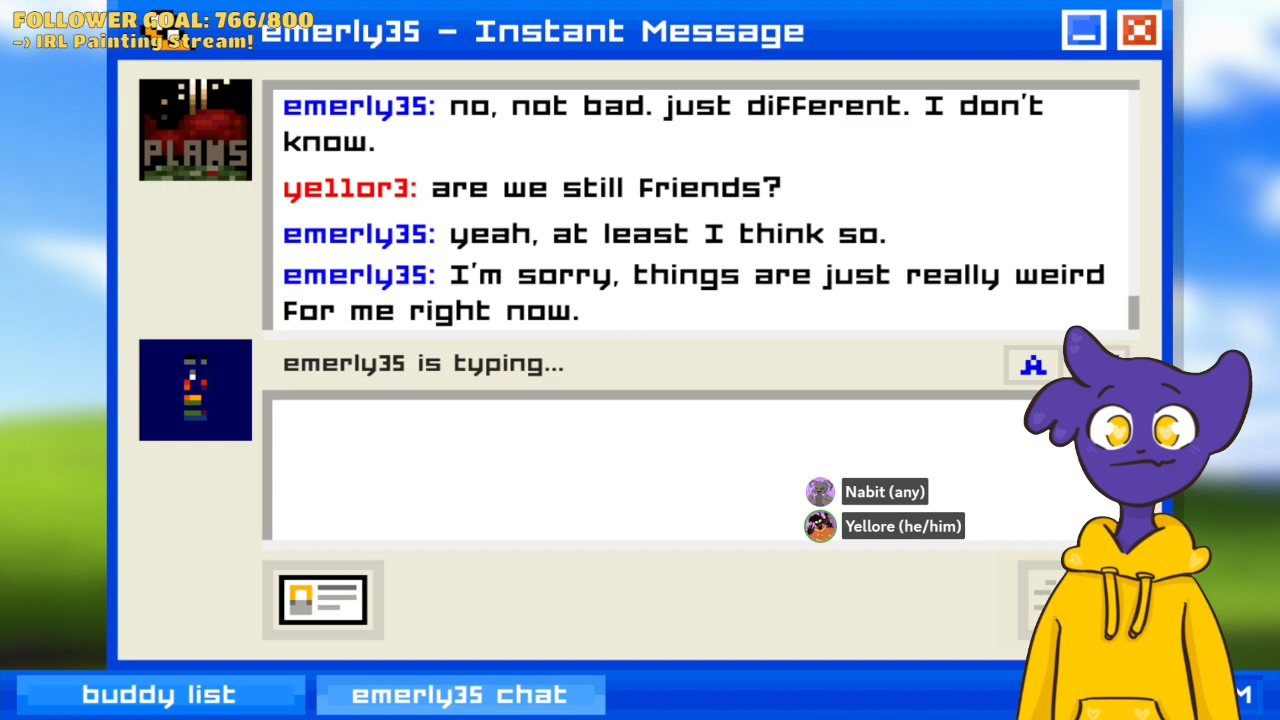 FOLLOWER GOAL: 766/800
-> IRL Painting Stream!
emerly35 - Instant Message
emerly35: no, not bad. just different. I don't
know.
yellor3: are we still friends?
emerly35: yeah, at least I think so.
emerly35: I'm sorry, things are just really weird
for me right now.
PLANS
emerly35 is typing...
A
Nabit (any)
Yellore (he/him)
buddy list
emerly35 chat
M